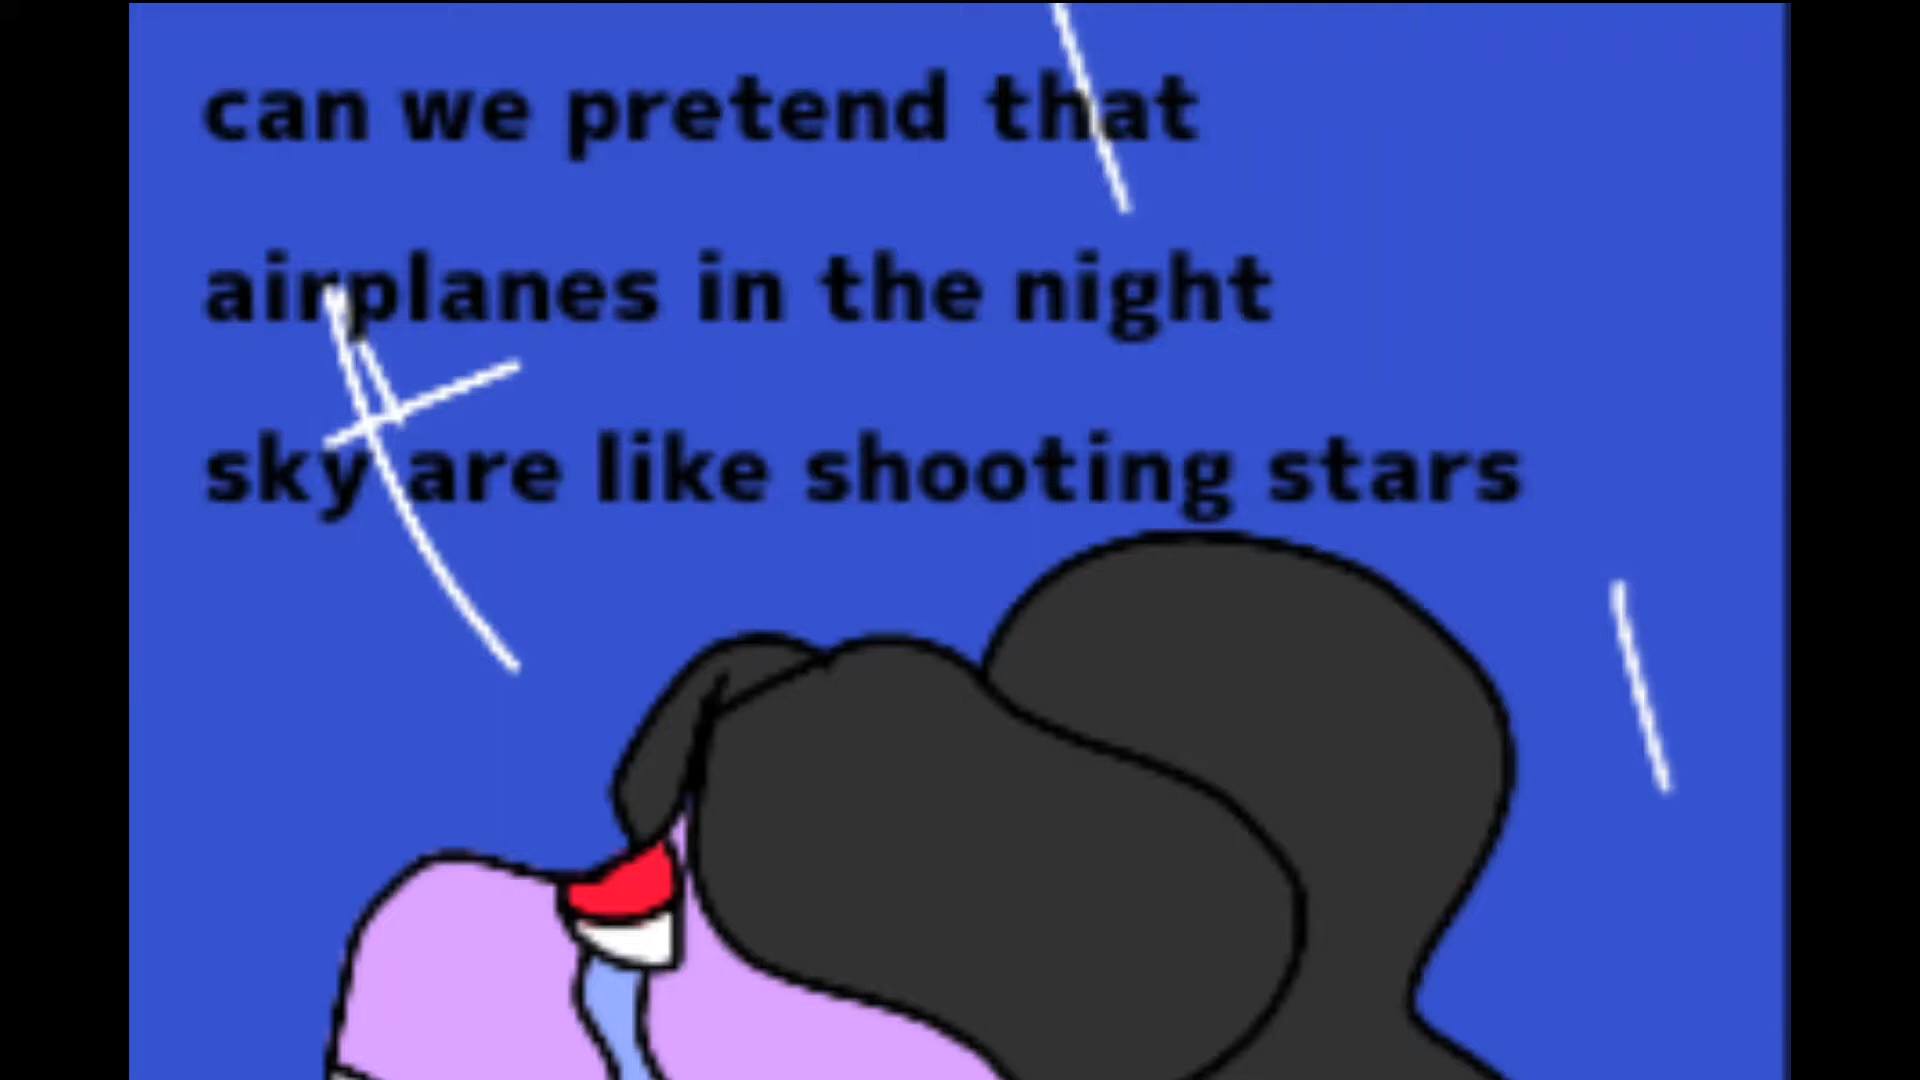 can we pretend that
airplanes in the night
sky are like shooting stars